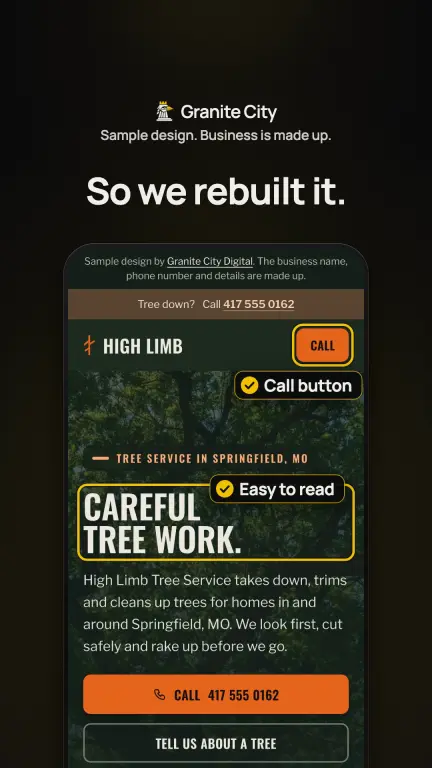 Granite City
Sample design. Business is made up.
So we rebuilt it.
Sample design by Granite City Digital. The business name,
phone number and details are made up.
Tree down? Call 417 555 0162
HIGH LIMB
CALL
Call button
TREE SERVICE IN SPRINGFIELD, MO
Easy to read
CAREFUL
TREE WORK.
High Limb Tree Service takes down, trims
and cleans up trees for homes in and
around Springfield, MO. We look first, cut
safely and rake up before we go.
CALL 417 555 0162
TELL US ABOUT A TREE